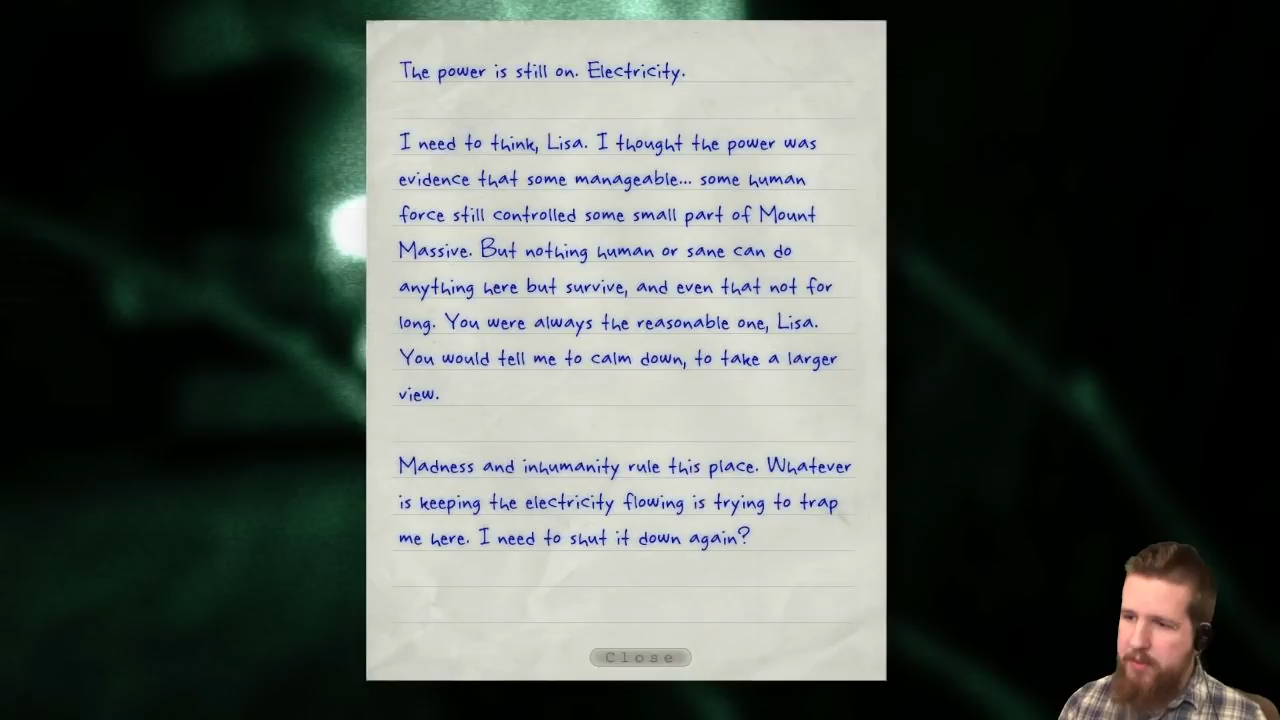 The power is still on. Electricity.
I need to think, Lisa. I thought the power was
evidence that some manageable... some human
force still controlled some small part of Mount
Massive. But nothing human or sane can do
anything here but survive, and even that not for
long. You were always the reasonable one, Lisa.
You would tell me to calm down, to take a larger
view.
Madness and inhumanity rule this place. Whatever
is keeping the electricity flowing is trying to trap
me here. I need to shut it down again?
Close